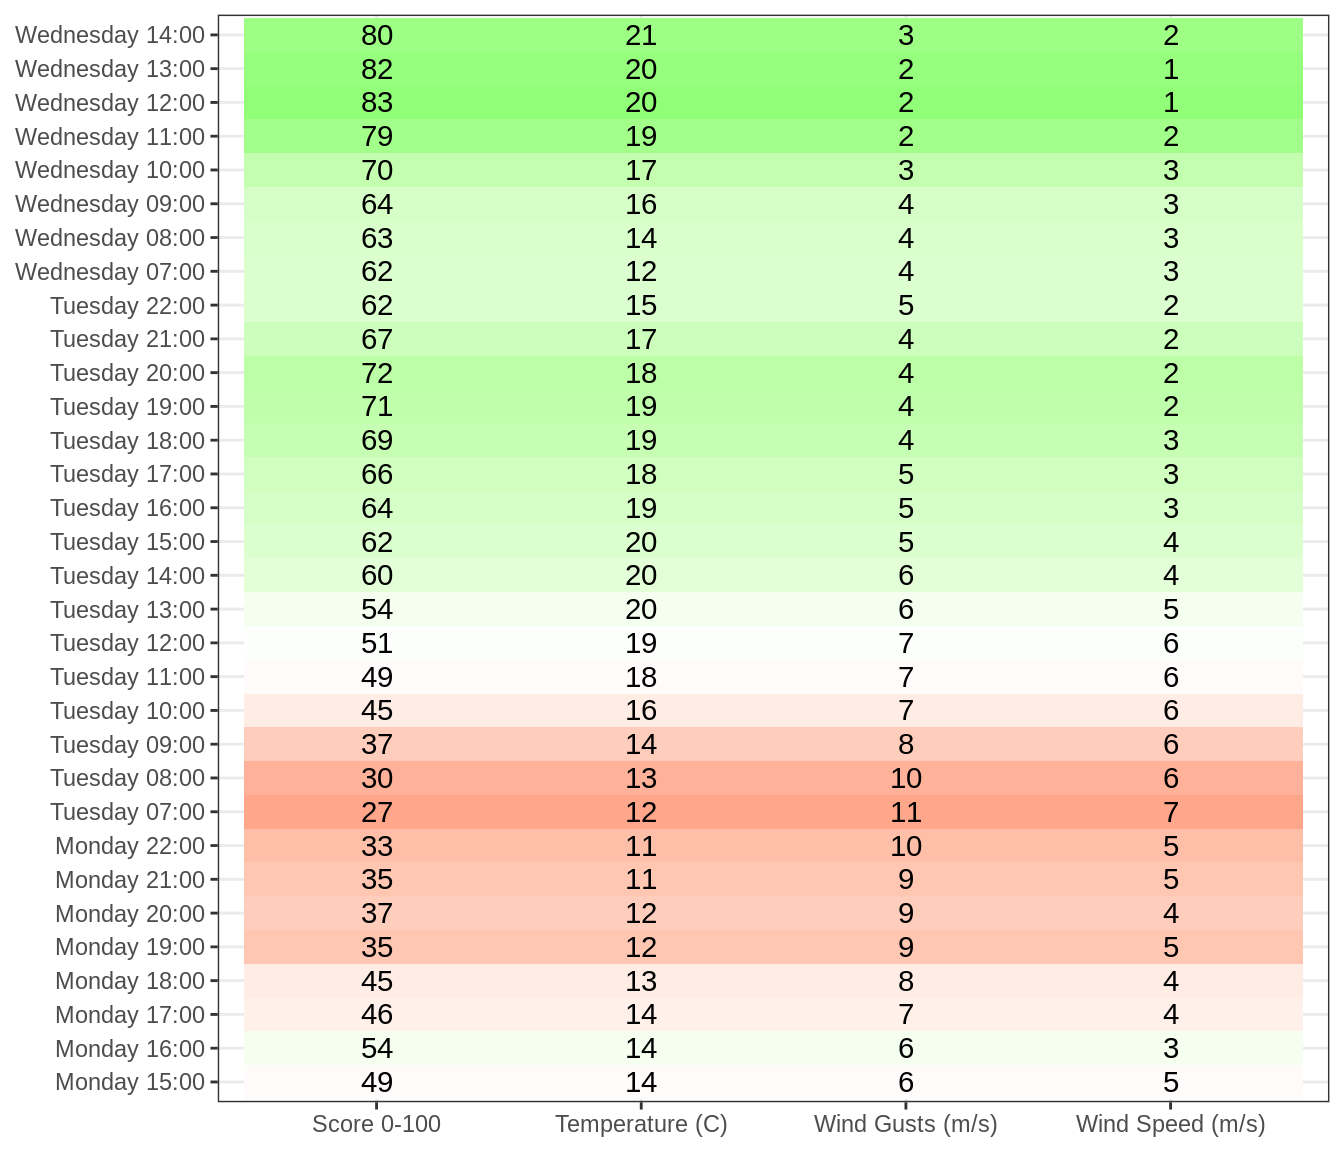 Wednesday 14:00 80 21 3 2
Wednesday 13:00 82 20 2 1
Wednesday 12:00 83 20 2 1
Wednesday 11:00 79 19 2 2
Wednesday 10:00 70 17 3 3
Wednesday 09:00 64 16 4 3
Wednesday 08:00 63 14 4 3
Wednesday 07:00 62 12 4 3
Tuesday 22:00 62 15 5 2
Tuesday 21:00 67 17 4 2
Tuesday 20:00 72 18 4 2
Tuesday 19:00 71 19 4 2
Tuesday 18:00 69 19 4 3
Tuesday 17:00 66 18 5 3
Tuesday 16:00 64 19 5 3
Tuesday 15:00 62 20 5 4
Tuesday 14:00 60 20 6 4
Tuesday 13:00 54 20 6 5
Tuesday 12:00 51 19 7 6
Tuesday 11:00 49 18 7 6
Tuesday 10:00 45 16 7 6
Tuesday 09:00 37 14 8 6
Tuesday 08:00 30 13 10 6
Tuesday 07:00 27 12 11 7
Monday 22:00 33 11 10 5
Monday 21:00 35 11 9 5
Monday 20:00 37 12 9 4
Monday 19:00 35 12 9 5
Monday 18:00 45 13 8 4
Monday 17:00 46 14 7 4
Monday 16:00 54 14 6 3
Monday 15:00 49 14 6 5
Score 0-100 Temperature (C) Wind Gusts (m/s) Wind Speed (m/s)